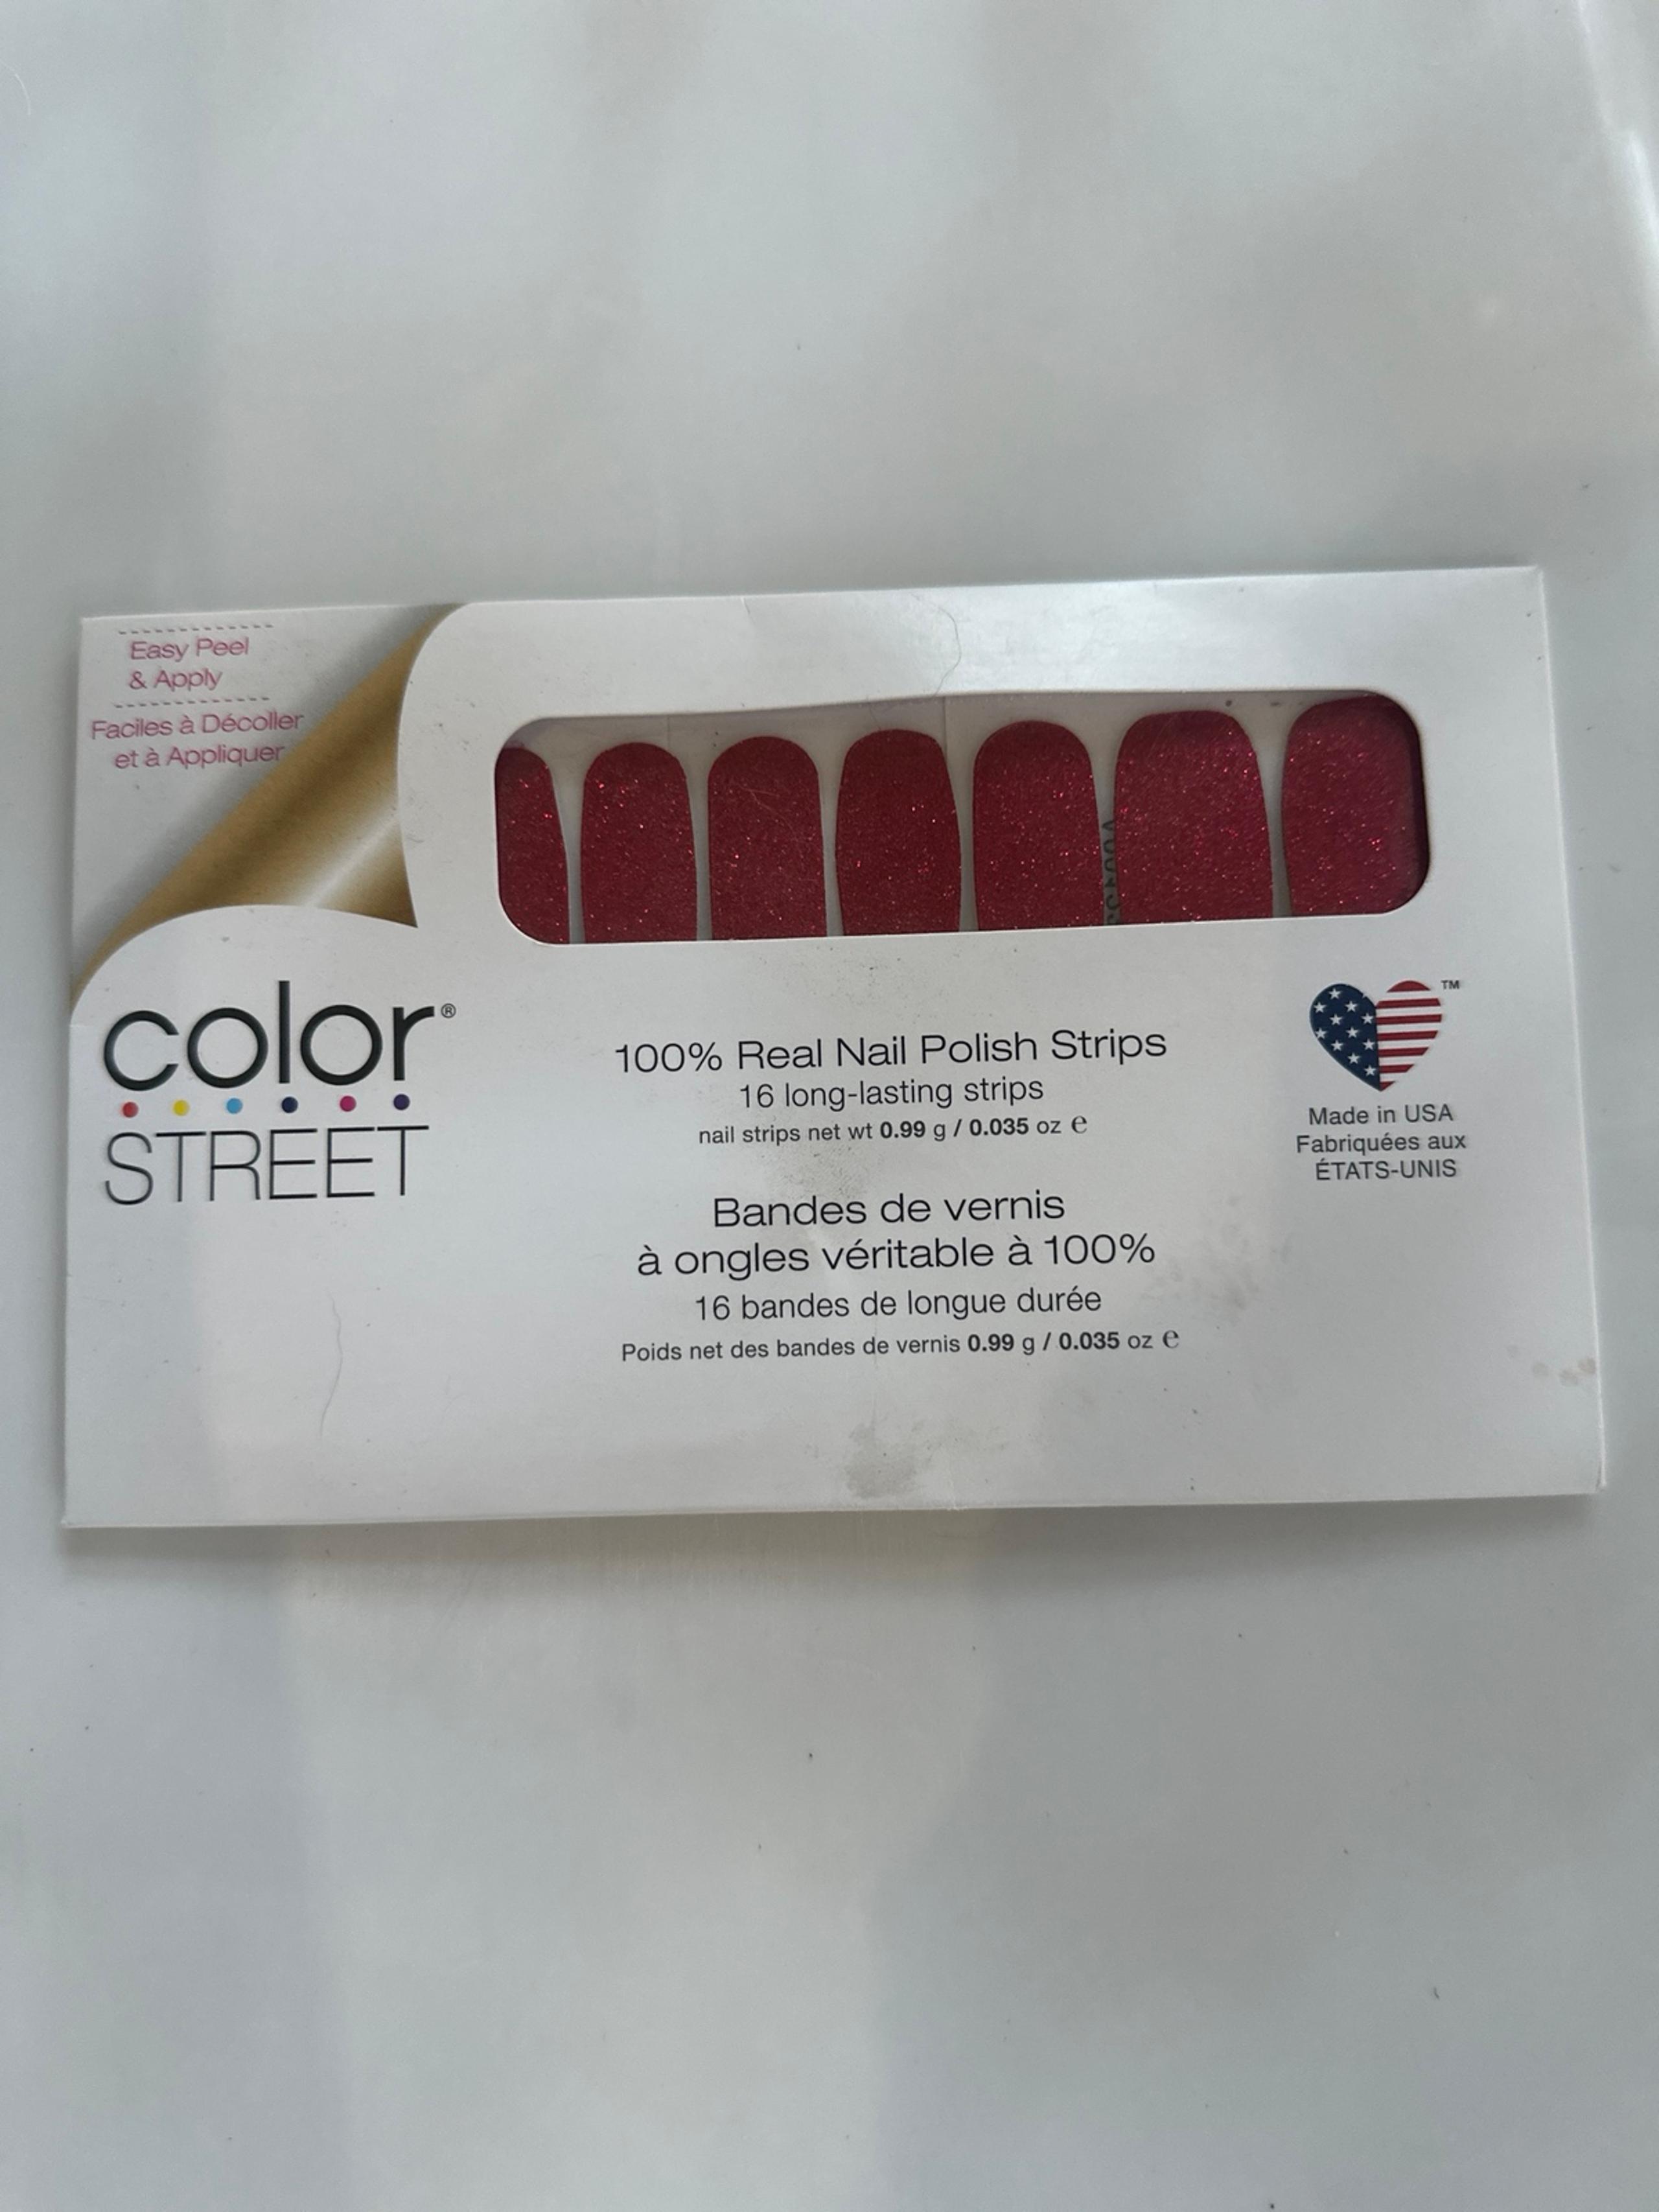 Easy Peel
& Apply
Faciles à Décoller
et à Appliquer
color®
STREET
100% Real Nail Polish Strips
16 long-lasting strips
nail strips net wt 0.99 g / 0.035 oz ℮
Bandes de vernis
à ongles véritable à 100%
16 bandes de longue durée
Poids net des bandes de vernis 0.99 g / 0.035 oz ℮
TM
Made in USA
Fabriquées aux
ÉTATS-UNIS